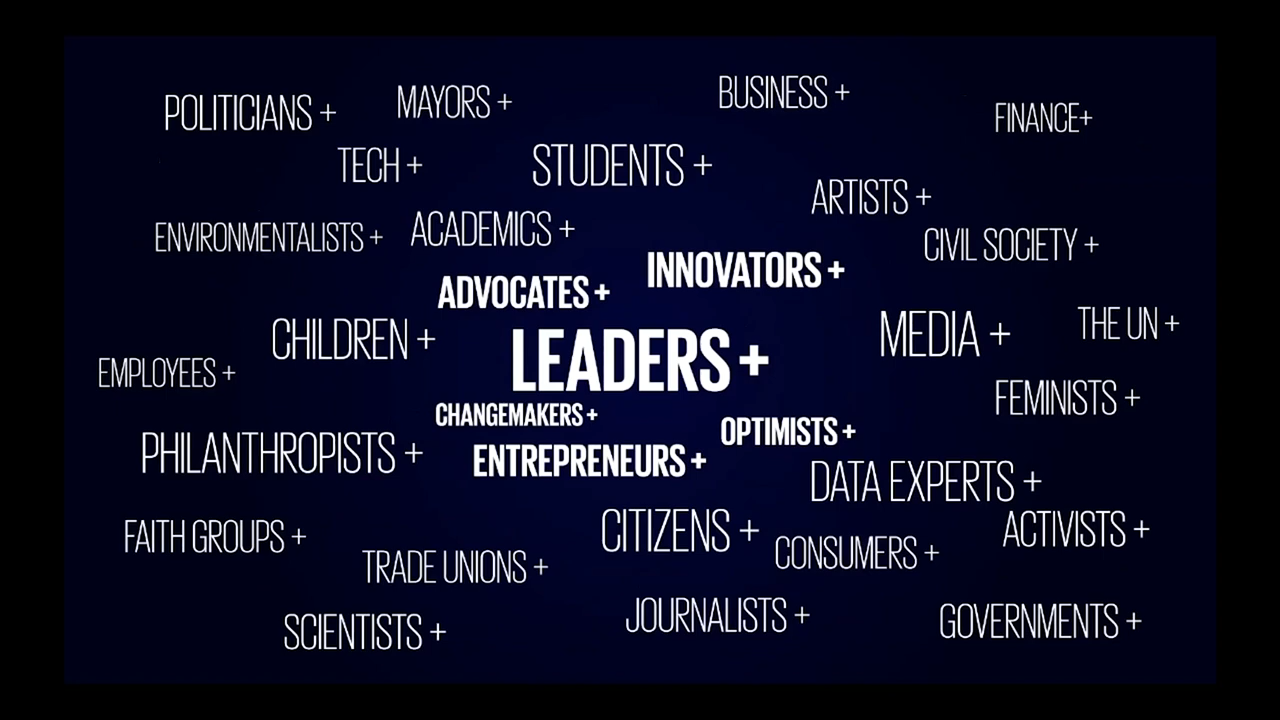 POLITICIANS +
MAYORS +
BUSINESS +
FINANCE+
TECH +
STUDENTS +
ARTISTS +
ENVIRONMENTALISTS +
ACADEMICS +
CIVIL SOCIETY +
ADVOCATES +
INNOVATORS +
CHILDREN +
LEADERS +
MEDIA +
THE UN +
EMPLOYEES +
FEMINISTS +
CHANGEMAKERS +
OPTIMISTS +
PHILANTHROPISTS +
ENTREPRENEURS +
DATA EXPERTS +
FAITH GROUPS +
CITIZENS +
ACTIVISTS +
TRADE UNIONS +
CONSUMERS +
SCIENTISTS +
JOURNALISTS +
GOVERNMENTS +